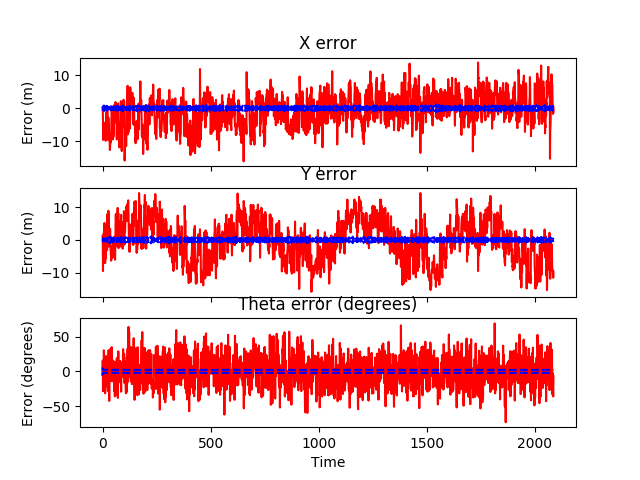 X error
Error (m)
10
0
−10
Y error
Error (m)
10
0
−10
Theta error (degrees)
Error (degrees)
50
0
−50
0 500 1000 1500 2000
Time